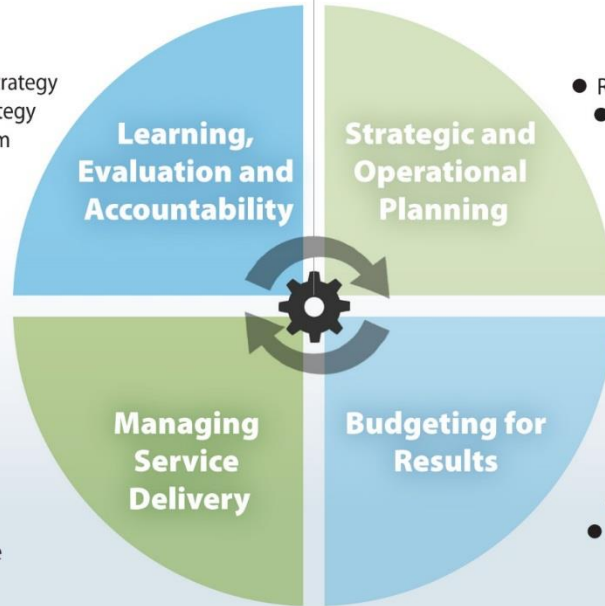 Learning,
Evaluation and
Accountability
Strategic and
Operational
Planning
Managing
Service
Delivery
Budgeting for
Results